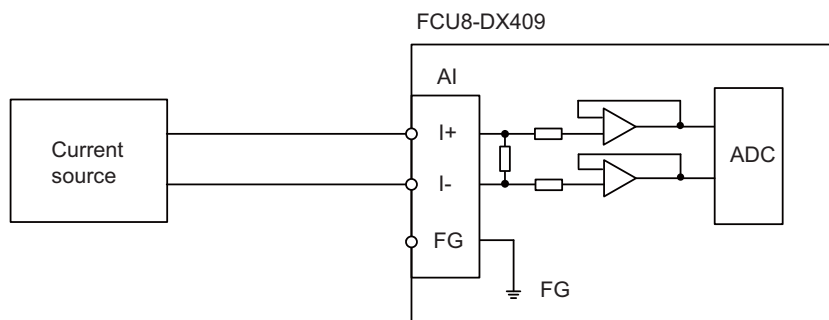 FCU8-DX409
AI
Current
source
I+
I-
FG
ADC
FG